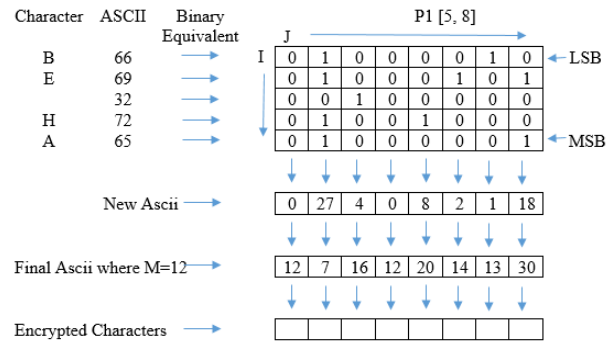 Character ASCII Binary Equivalent P1 [5, 8]
J
I
B 66 0 1 0 0 0 0 1 0 LSB
E 69 0 1 0 0 0 1 0 1
32 0 0 1 0 0 0 0 0
H 72 0 1 0 0 1 0 0 0
A 65 0 1 0 0 0 0 0 1 MSB
New Ascii 0 27 4 0 8 2 1 18
Final Ascii where M=12 12 7 16 12 20 14 13 30
Encrypted Characters